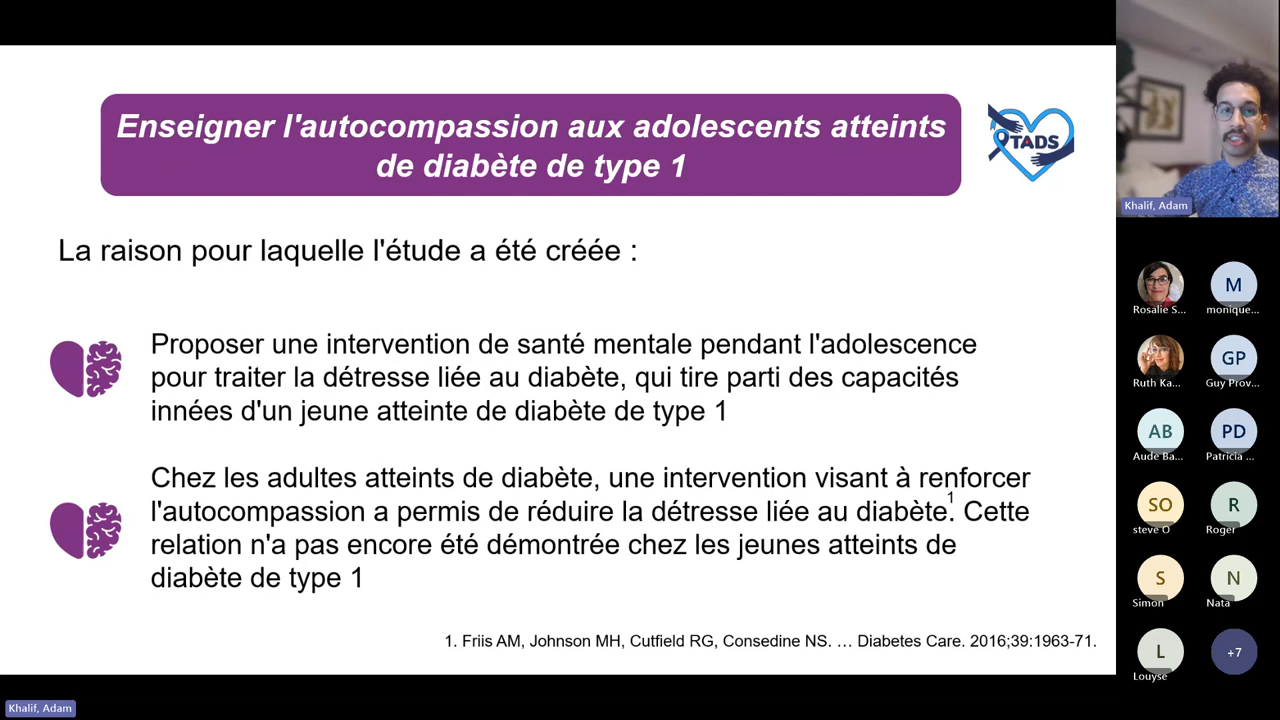 Enseigner l'autocompassion aux adolescents atteints
de diabète de type 1
TADS
La raison pour laquelle l'étude a été créée :
Proposer une intervention de santé mentale pendant l'adolescence
pour traiter la détresse liée au diabète, qui tire parti des capacités
innées d'un jeune atteinte de diabète de type 1
Chez les adultes atteints de diabète, une intervention visant à renforcer
l'autocompassion a permis de réduire la détresse liée au diabète.1 Cette
relation n'a pas encore été démontrée chez les jeunes atteints de
diabète de type 1
1. Friis AM, Johnson MH, Cutfield RG, Consedine NS. … Diabetes Care. 2016;39:1963-71.
Khalif, Adam
Khalif, Adam
Rosalie S...
M
monique...
Ruth Ka...
GP
Guy Prov...
AB
Aude Ba...
PD
Patricia ...
SO
steve O
R
Roger
S
Simon
N
Nata
L
Louyse
+7